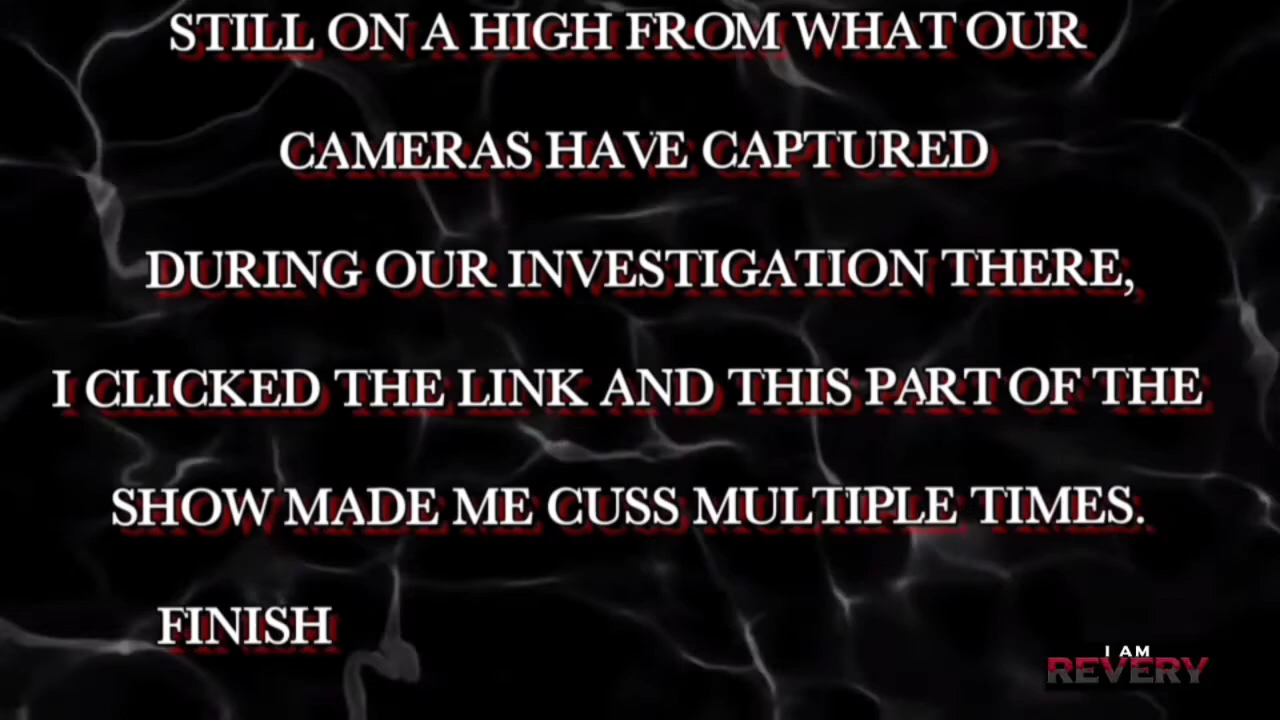 STILL ON A HIGH FROM WHAT OUR
CAMERAS HAVE CAPTURED
DURING OUR INVESTIGATION THERE,
I CLICKED THE LINK AND THIS PART OF THE
SHOW MADE ME CUSS MULTIPLE TIMES.
FINISH
I AM
REVERY